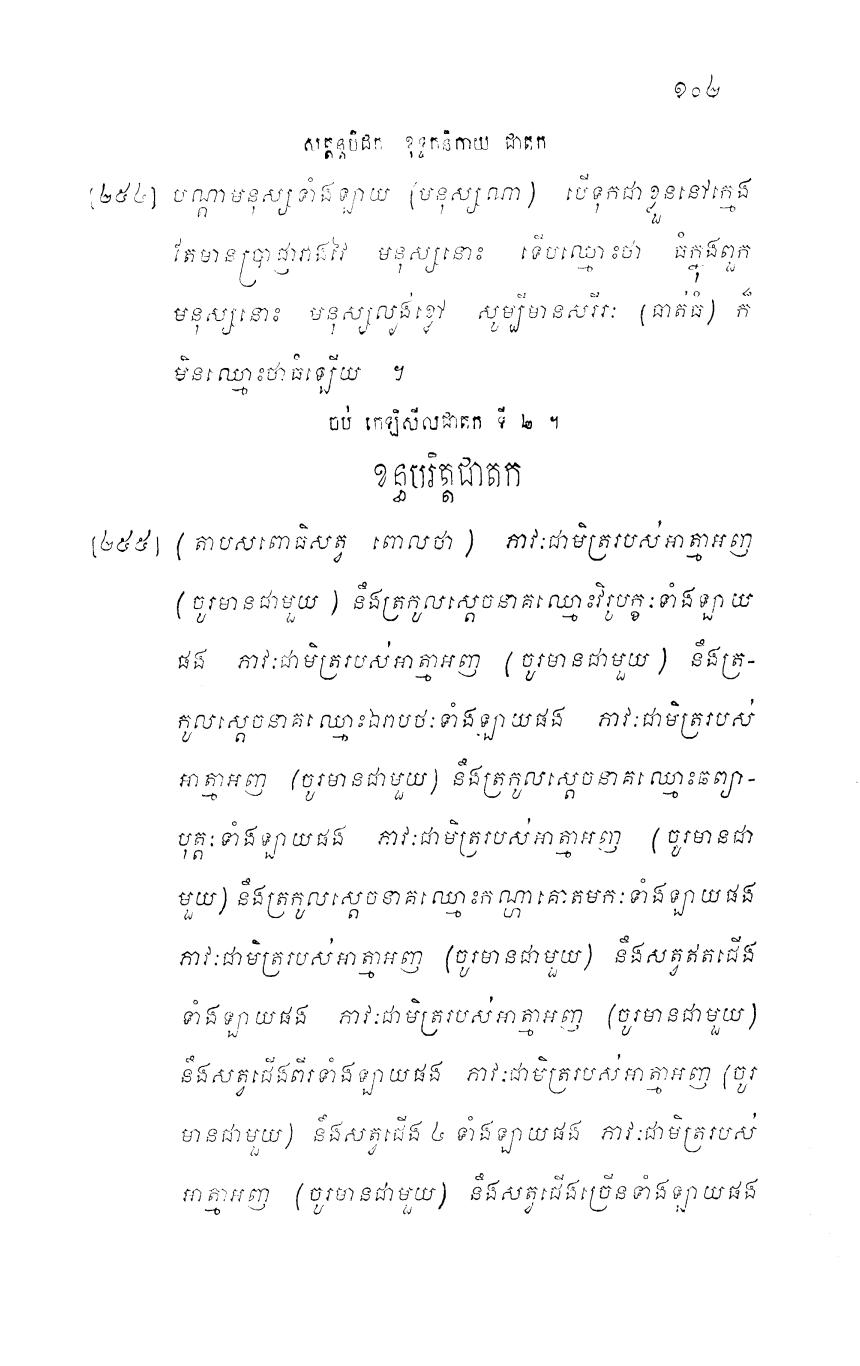 ១០៤
សុត្តន្តបិដក ខុទ្ទកនិកាយ ជាតក
[២៥៤] បណ្តាមនុស្សទាំងឡាយ (មនុស្សណា) បើទុកជាខ្លួននៅក្មេង
តែមានប្រាជ្ញារាងវៃ មនុស្សនោះ ទើបឈ្មោះថា ធំក្នុងពួក
មនុស្សនោះ មនុស្សល្ងង់ខ្លៅ សូម្បីមានសរីរៈ (ធាត់ធំ) ក៏
មិនឈ្មោះថាធំឡើយ ។
ចប់ កេឡិសីលជាតក ទី ២ ។
ខន្ធបរិត្តជាតក
[២៥៥] (តាបសពោធិសត្វ ពោលថា) ភាវៈជាមិត្ររបស់អាត្មាអញ
(ចូរមានជាមួយ) នឹងត្រកូលស្តេចនាគឈ្មោះវិរូបក្ខៈទាំងឡាយ
ផង ភាវៈជាមិត្ររបស់អាត្មាអញ (ចូរមានជាមួយ) នឹងត្រ-
កូលស្តេចនាគឈ្មោះឯរាបថៈទាំងឡាយផង ភាវៈជាមិត្ររបស់
អាត្មាអញ (ចូរមានជាមួយ) នឹងត្រកូលស្តេចនាគឈ្មោះឆព្យា-
បុត្តៈទាំងឡាយផង ភាវៈជាមិត្ររបស់អាត្មាអញ (ចូរមានជា
មួយ) នឹងត្រកូលស្តេចនាគឈ្មោះកណ្ហាគោតមកៈទាំងឡាយផង
ភាវៈជាមិត្ររបស់អាត្មាអញ (ចូរមានជាមួយ) នឹងសត្វឥតជើង
ទាំងឡាយផង ភាវៈជាមិត្ររបស់អាត្មាអញ (ចូរមានជាមួយ)
នឹងសត្វជើងពីរទាំងឡាយផង ភាវៈជាមិត្ររបស់អាត្មាអញ (ចូរ
មានជាមួយ) នឹងសត្វជើង ៤ ទាំងឡាយផង ភាវៈជាមិត្ររបស់
អាត្មាអញ (ចូរមានជាមួយ) នឹងសត្វជើងច្រើនទាំងឡាយផង